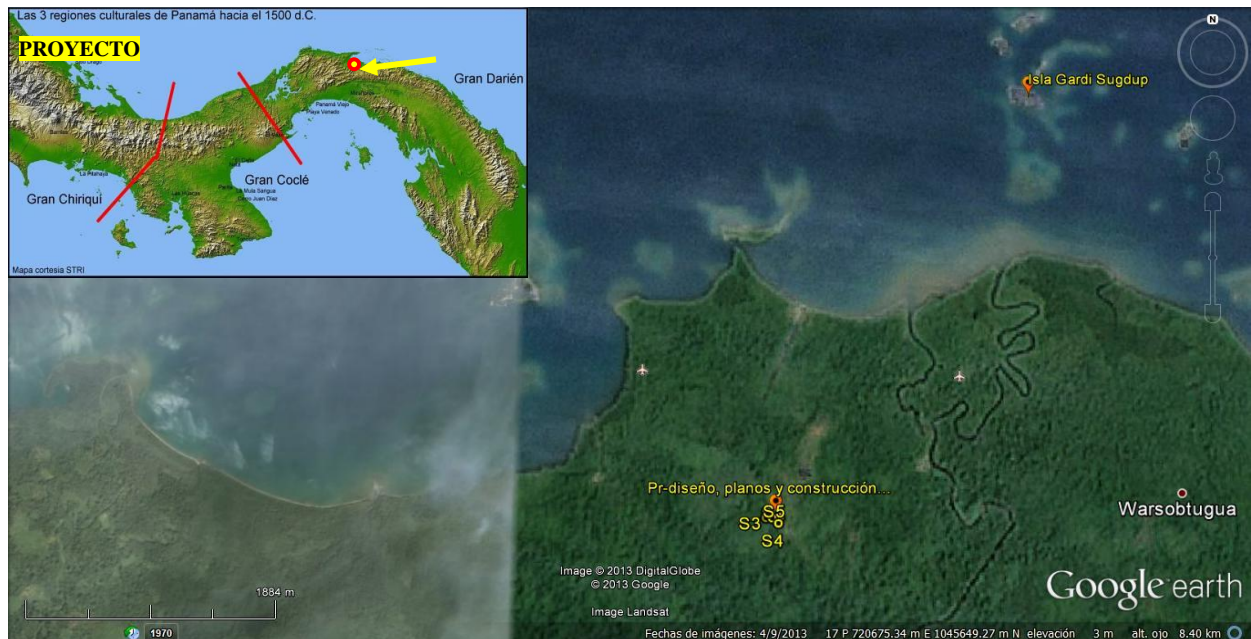 Las 3 regiones culturales de Panamá hacia el 1500 d.C.
PROYECTO
Gran Darién
Panamá Viejo
Playa Venado
Gran Coclé
La Mula Sarigua
Cerro Juan Díaz
La Pitahaya
Gran Chiriquí
Mapa cortesia STRI
N
Isla Gardi Sugdup
Pr-diseño, planos y construcción...
S5
S3
S4
Warsobtugua
Image © 2013 DigitalGlobe
© 2013 Google
Image Landsat
Google earth
1884 m
1970
Fechas de imágenes: 4/9/2013 17 P 720675.34 m E 1045649.27 m N elevación 3 m alt. ojo 8.40 km